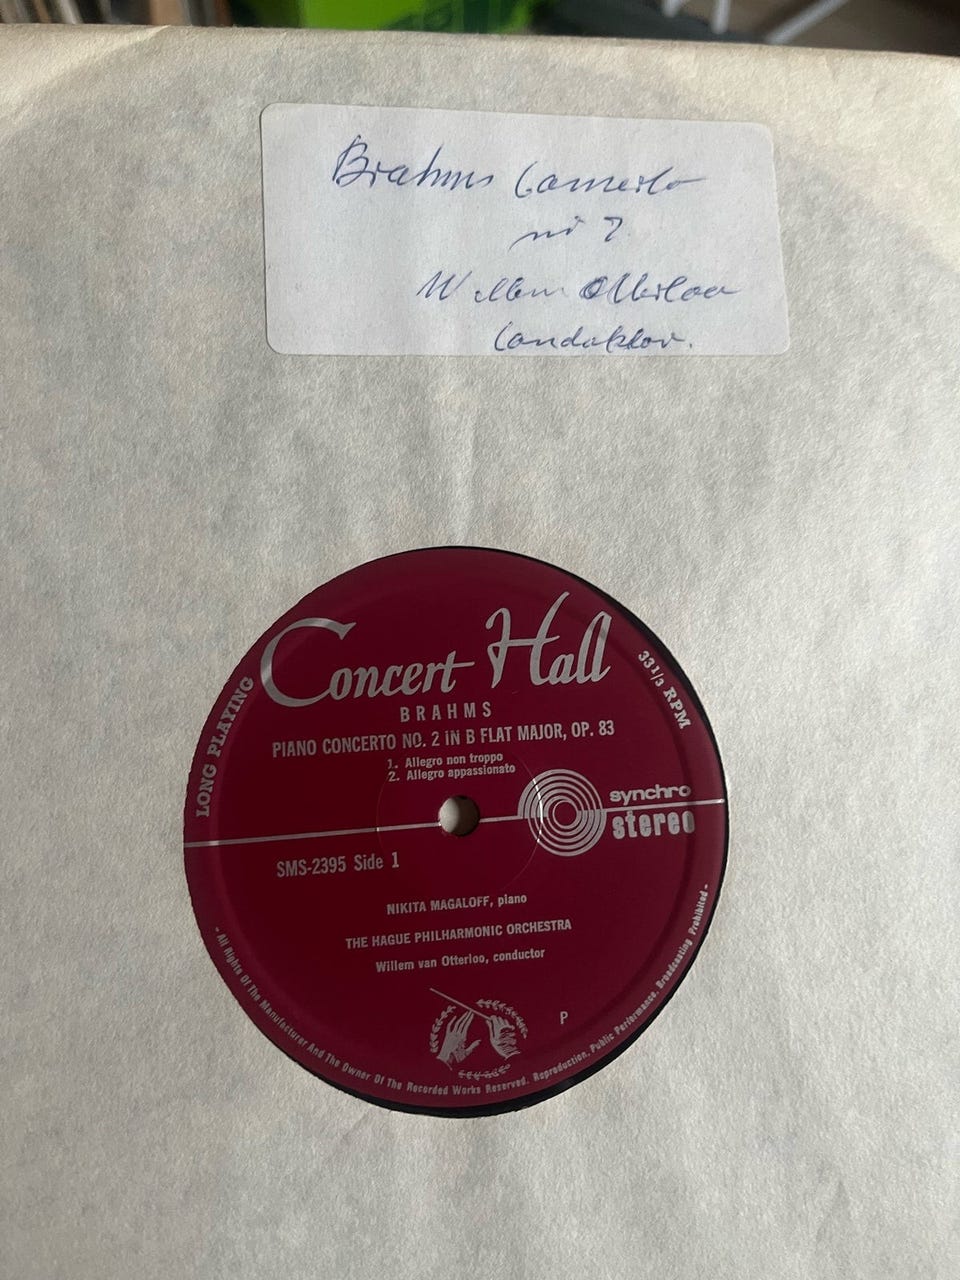 Brahms Concerto
nr 2
Willem Otterloo
Conduktor.
Concert Hall
LONG PLAYING
33 1/3 RPM
BRAHMS
PIANO CONCERTO NO. 2 IN B FLAT MAJOR, OP. 83
1. Allegro non troppo
2. Allegro appassionato
synchro
stereo
SMS-2395 Side 1
NIKITA MAGALOFF, piano
THE HAGUE PHILHARMONIC ORCHESTRA
Willem van Otterloo, conductor
P
- All Rights Of The Manufacturer And The Owner Of The Recorded Works Reserved. Reproduction, Public Performance, Broadcasting Prohibited -